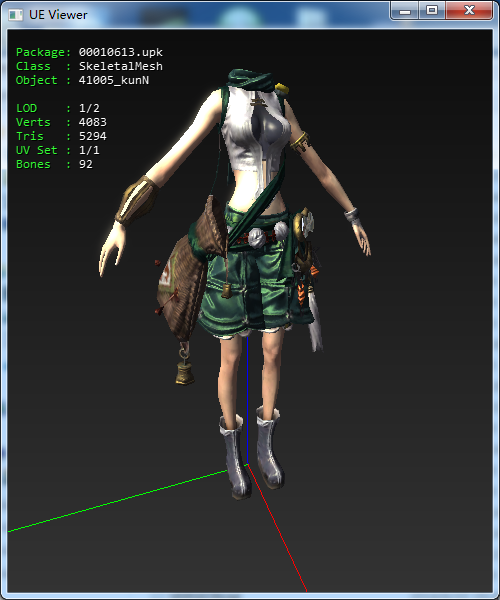 UE Viewer
Package: 00010613.upk
Class : SkeletalMesh
Object : 41005_kunN
LOD : 1/2
Verts : 4083
Tris : 5294
UV Set : 1/1
Bones : 92